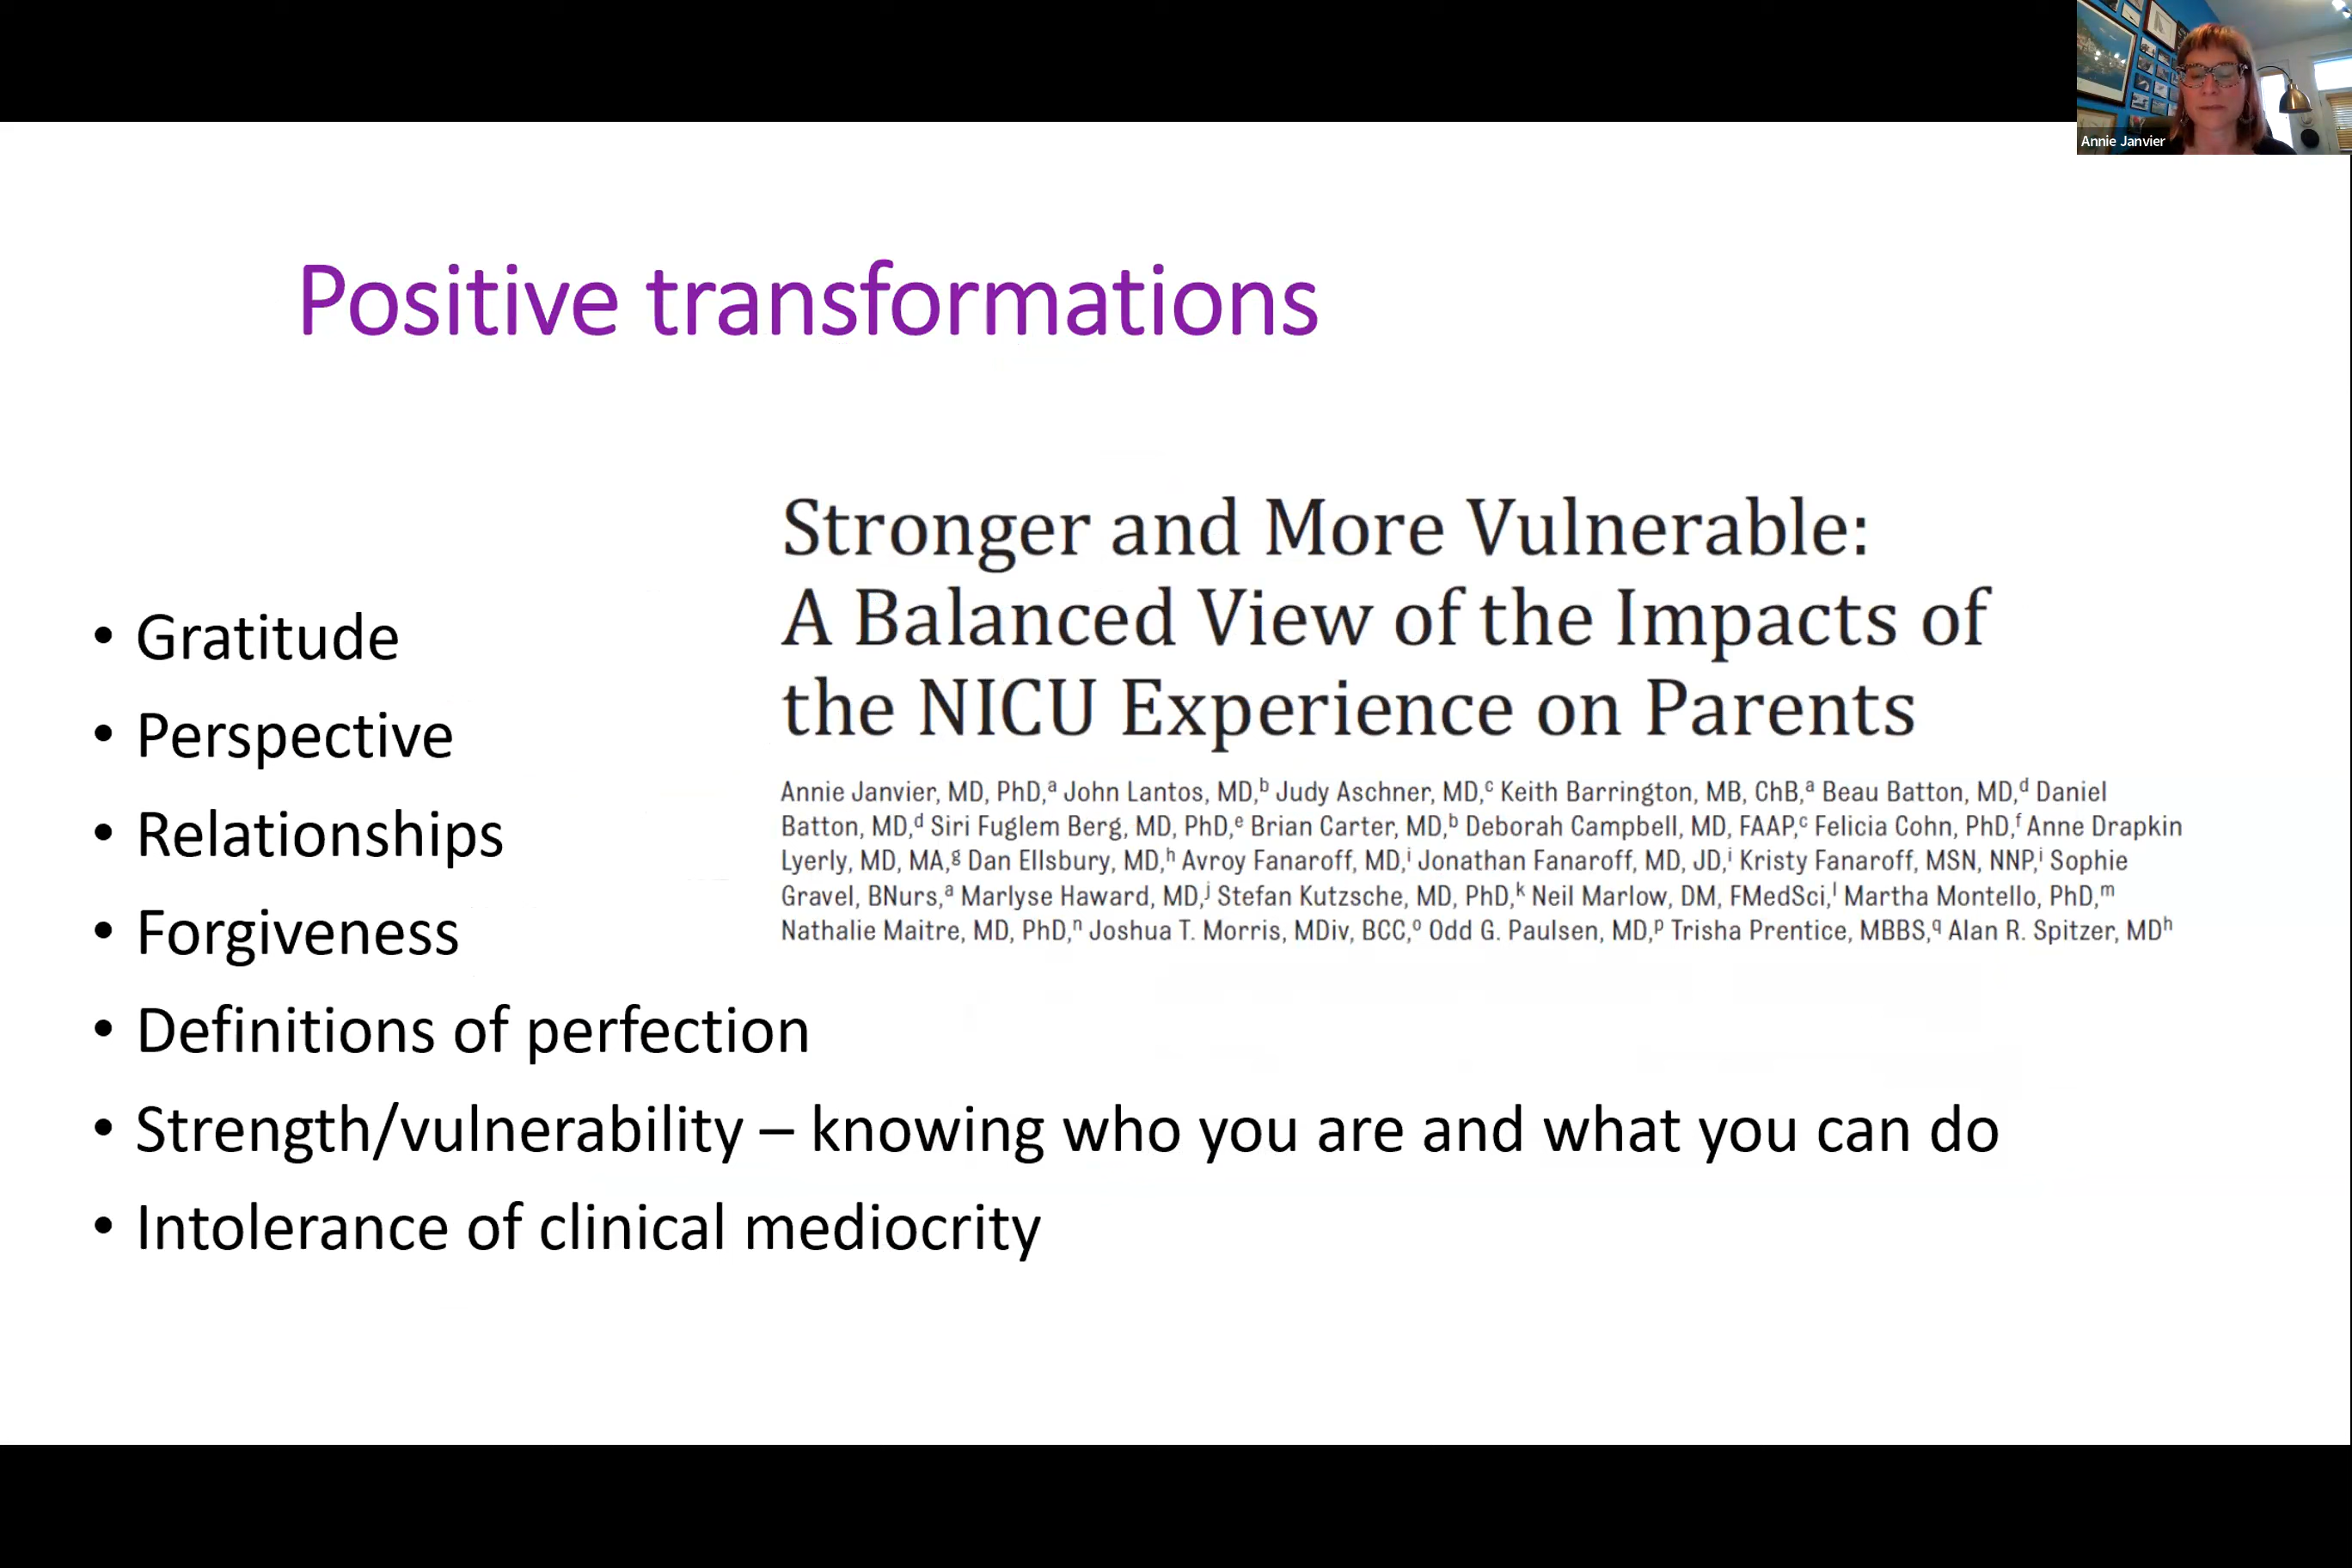 Annie Janvier
Positive transformations
Stronger and More Vulnerable:
A Balanced View of the Impacts of
the NICU Experience on Parents
Annie Janvier, MD, PhD,ᵃ John Lantos, MD,ᵇ Judy Aschner, MD,ᶜ Keith Barrington, MB, ChB,ᵃ Beau Batton, MD,ᵈ Daniel
Batton, MD,ᵈ Siri Fuglem Berg, MD, PhD,ᵉ Brian Carter, MD,ᵇ Deborah Campbell, MD, FAAP,ᶜ Felicia Cohn, PhD,ᶠ Anne Drapkin
Lyerly, MD, MA,ᵍ Dan Ellsbury, MD,ʰ Avroy Fanaroff, MD,ⁱ Jonathan Fanaroff, MD, JD,ⁱ Kristy Fanaroff, MSN, NNP,ⁱ Sophie
Gravel, BNurs,ᵃ Marlyse Haward, MD,ʲ Stefan Kutzsche, MD, PhD,ᵏ Neil Marlow, DM, FMedSci,ˡ Martha Montello, PhD,ᵐ
Nathalie Maitre, MD, PhD,ⁿ Joshua T. Morris, MDiv, BCC,ᵒ Odd G. Paulsen, MD,ᵖ Trisha Prentice, MBBS,q Alan R. Spitzer, MDʰ
• Gratitude
• Perspective
• Relationships
• Forgiveness
• Definitions of perfection
• Strength/vulnerability – knowing who you are and what you can do
• Intolerance of clinical mediocrity